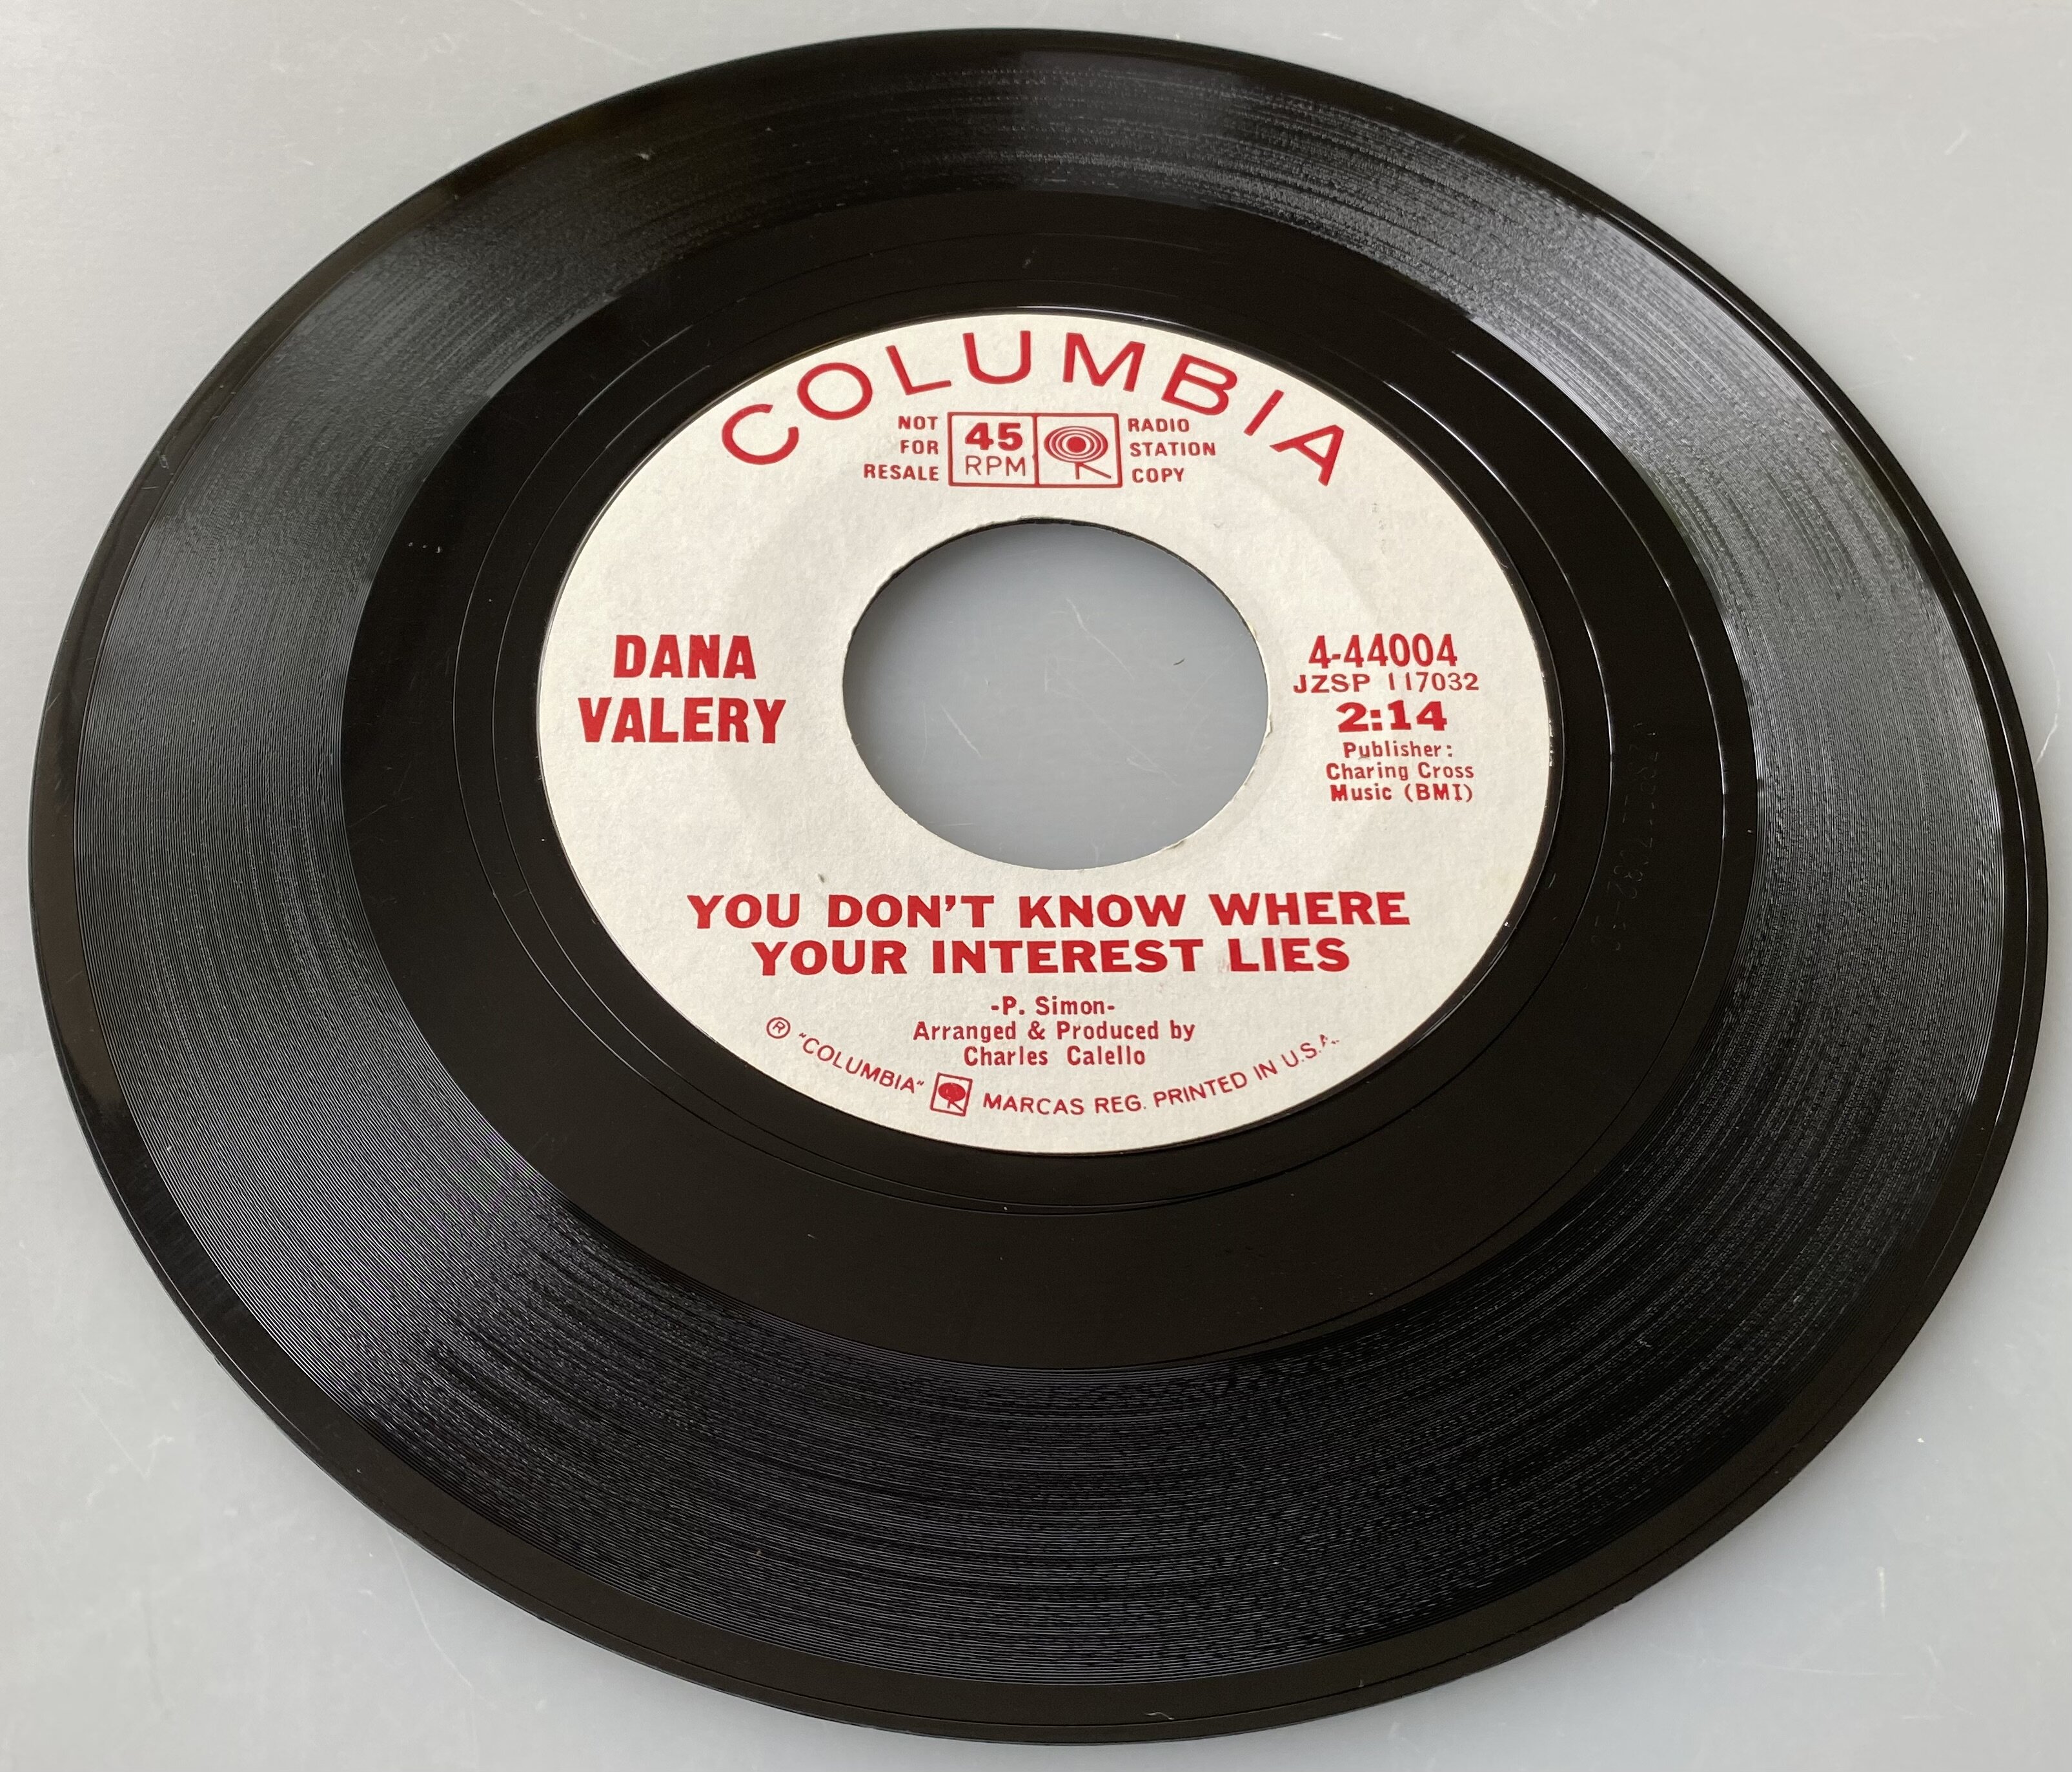 COLUMBIA
NOT
FOR
RESALE
45
RPM
RADIO
STATION
COPY
DANA
VALERY
4-44004
JZSP 117032
2:14
Publisher:
Charing Cross
Music (BMI)
YOU DON'T KNOW WHERE
YOUR INTEREST LIES
-P. Simon-
Arranged & Produced by
Charles Calello
® "COLUMBIA" MARCAS REG. PRINTED IN U.S.A.